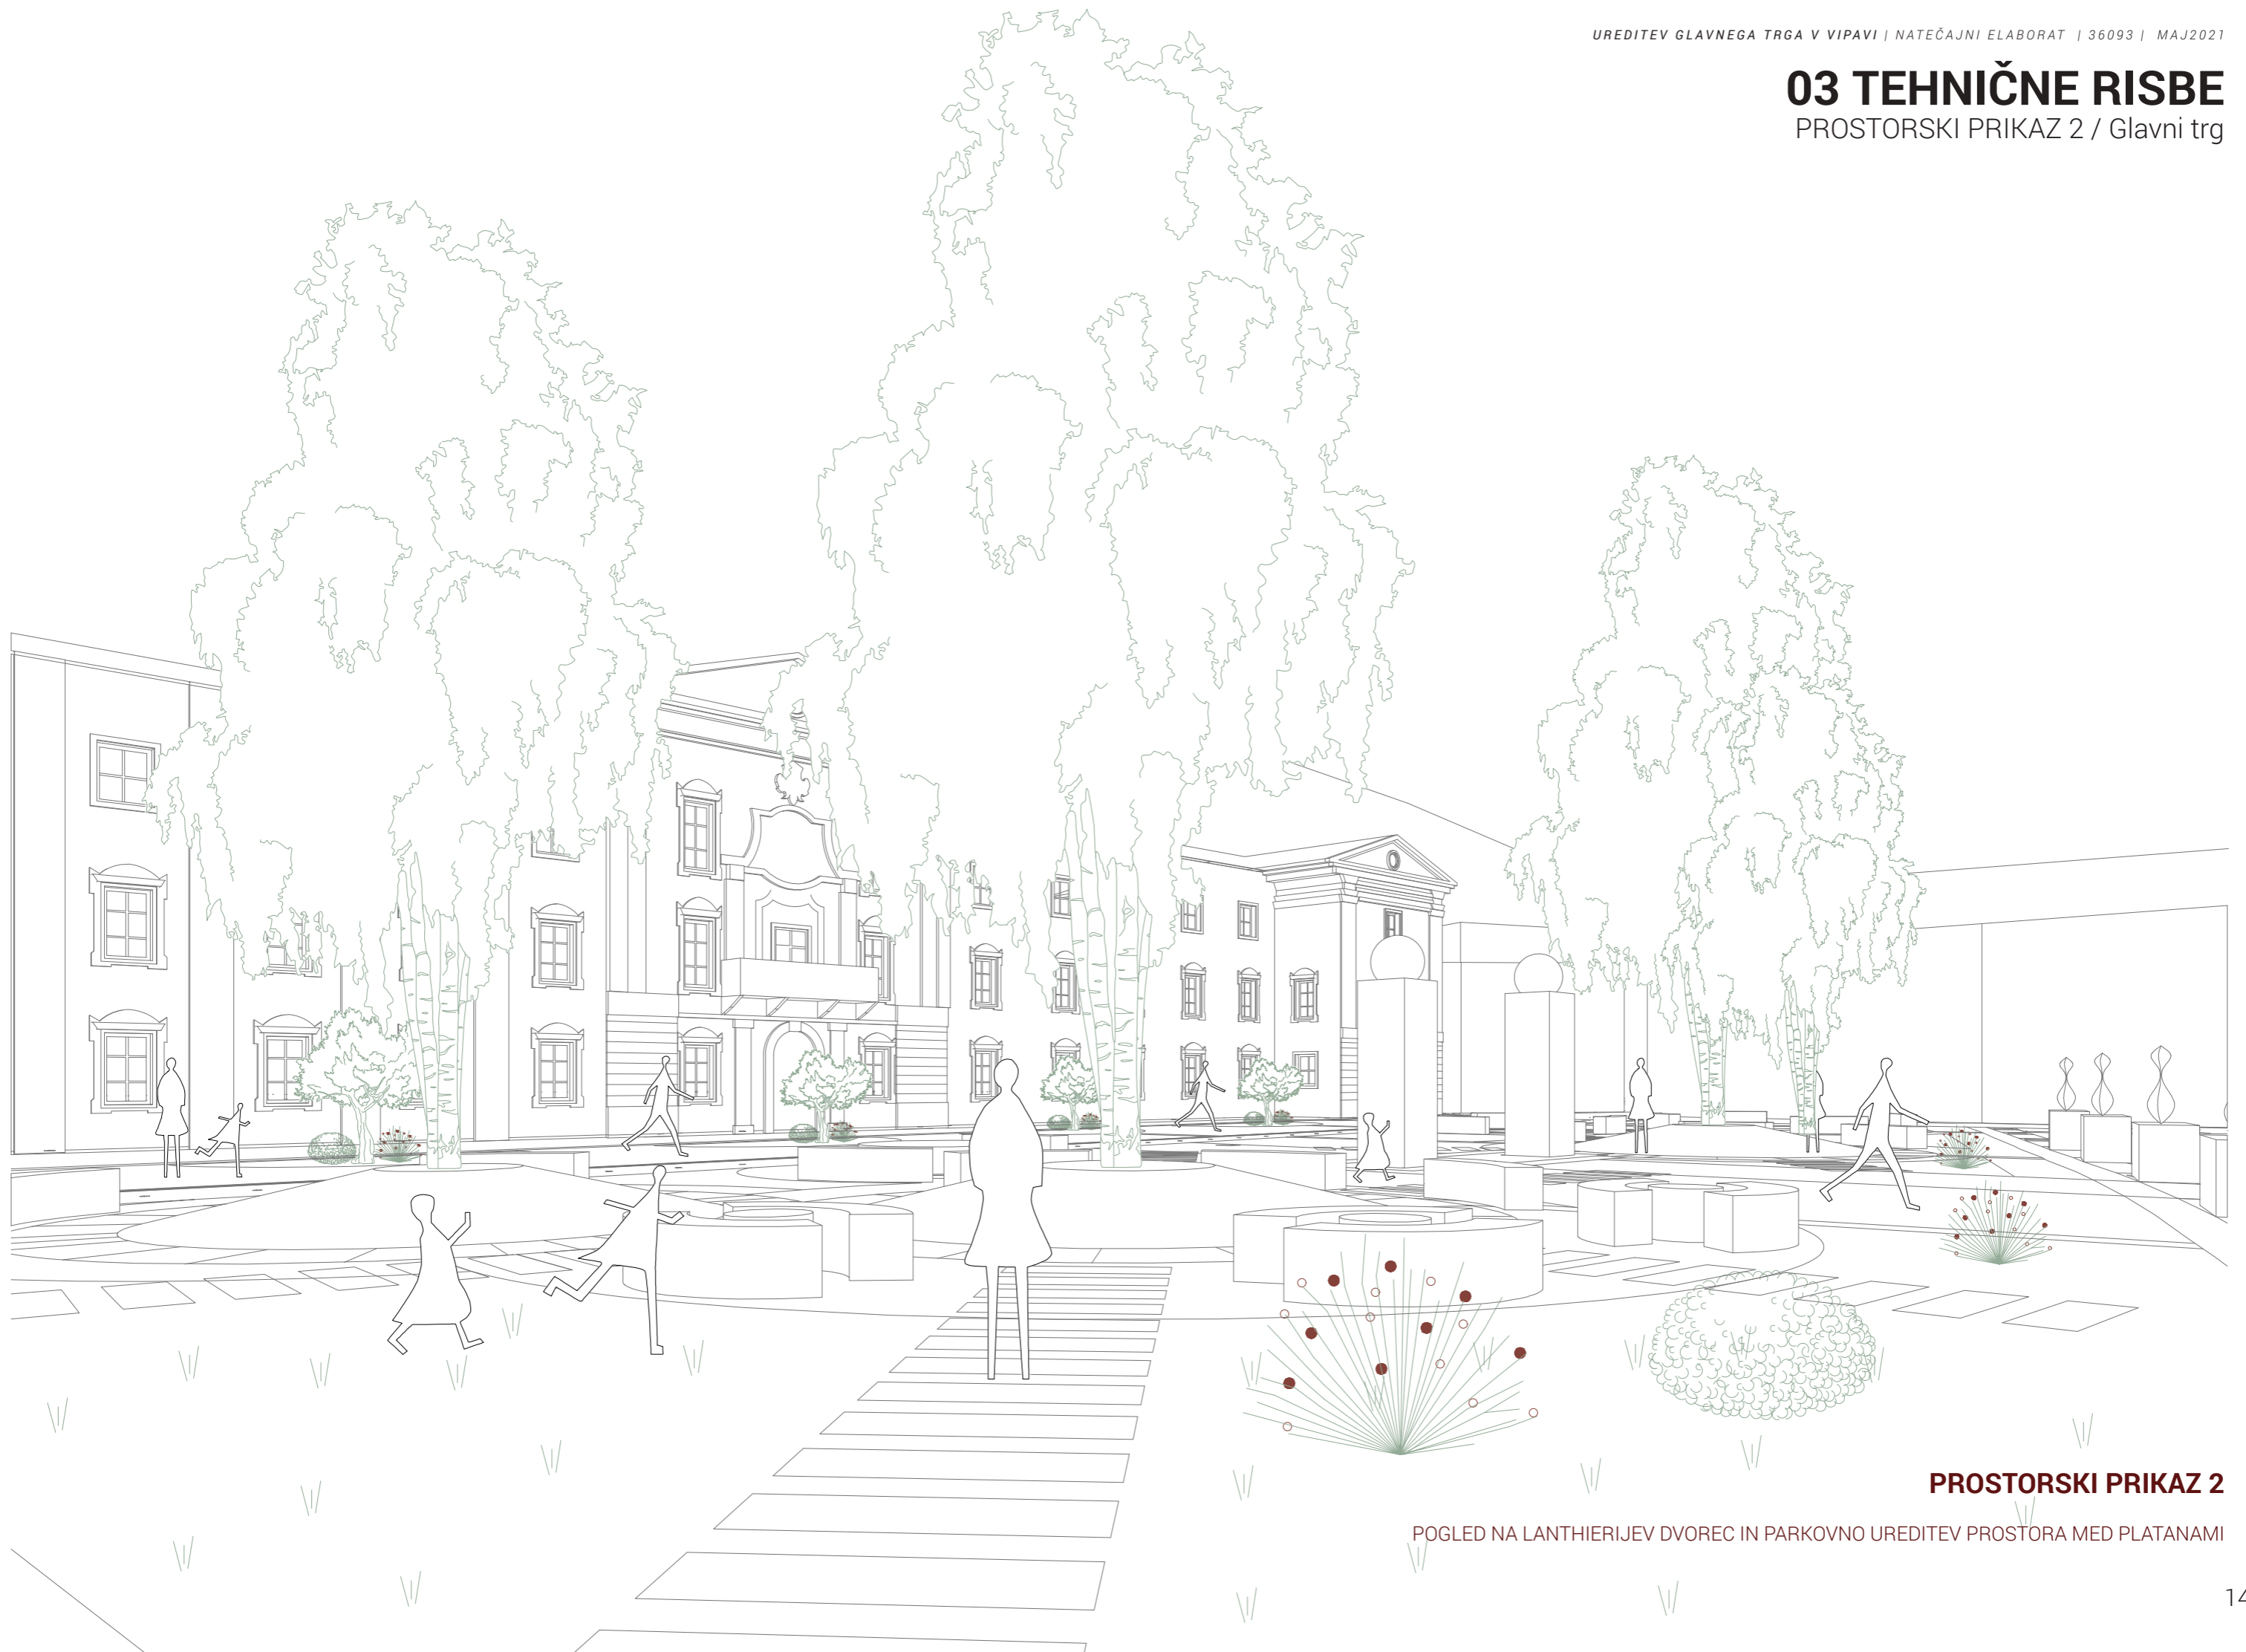 UREDITEV GLAVNEGA TRGA V VIPAVI | NATEČAJNI ELABORAT | 36093 | MAJ2021
03 TEHNIČNE RISBE
PROSTORSKI PRIKAZ 2 / Glavni trg
PROSTORSKI PRIKAZ 2
POGLED NA LANTHIERIJEV DVOREC IN PARKOVNO UREDITEV PROSTORA MED PLATANAMI
14